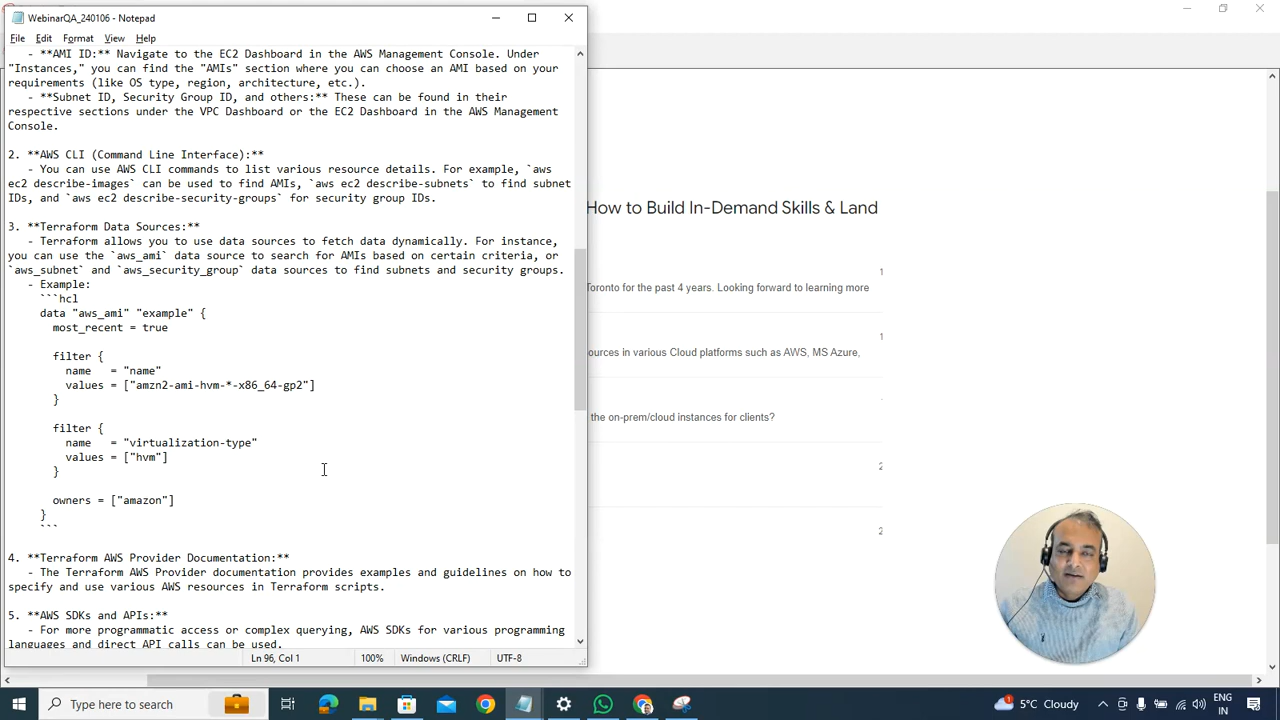 WebinarQA_240106 - Notepad
File Edit Format View Help
- **AMI ID:** Navigate to the EC2 Dashboard in the AWS Management Console. Under
"Instances," you can find the "AMIs" section where you can choose an AMI based on your
requirements (like OS type, region, architecture, etc.).
- **Subnet ID, Security Group ID, and others:** These can be found in their
respective sections under the VPC Dashboard or the EC2 Dashboard in the AWS Management
Console.
2. **AWS CLI (Command Line Interface):**
- You can use AWS CLI commands to list various resource details. For example, `aws
ec2 describe-images` can be used to find AMIs, `aws ec2 describe-subnets` to find subnet
IDs, and `aws ec2 describe-security-groups` for security group IDs.
3. **Terraform Data Sources:**
- Terraform allows you to use data sources to fetch data dynamically. For instance,
you can use the `aws_ami` data source to search for AMIs based on certain criteria, or
`aws_subnet` and `aws_security_group` data sources to find subnets and security groups.
- Example:
```hcl
data "aws_ami" "example" {
most_recent = true
filter {
name = "name"
values = ["amzn2-ami-hvm-*-x86_64-gp2"]
}
filter {
name = "virtualization-type"
values = ["hvm"]
}
owners = ["amazon"]
}
```
4. **Terraform AWS Provider Documentation:**
- The Terraform AWS Provider documentation provides examples and guidelines on how to
specify and use various AWS resources in Terraform scripts.
5. **AWS SDKs and APIs:**
- For more programmatic access or complex querying, AWS SDKs for various programming
languages and direct API calls can be used.
Ln 96, Col 1 100% Windows (CRLF) UTF-8
How to Build In-Demand Skills & Land
1
Toronto for the past 4 years. Looking forward to learning more
1
ources in various Cloud platforms such as AWS, MS Azure,
the on-prem/cloud instances for clients?
2
2
Type here to search
1
5°C Cloudy
ENG
IN